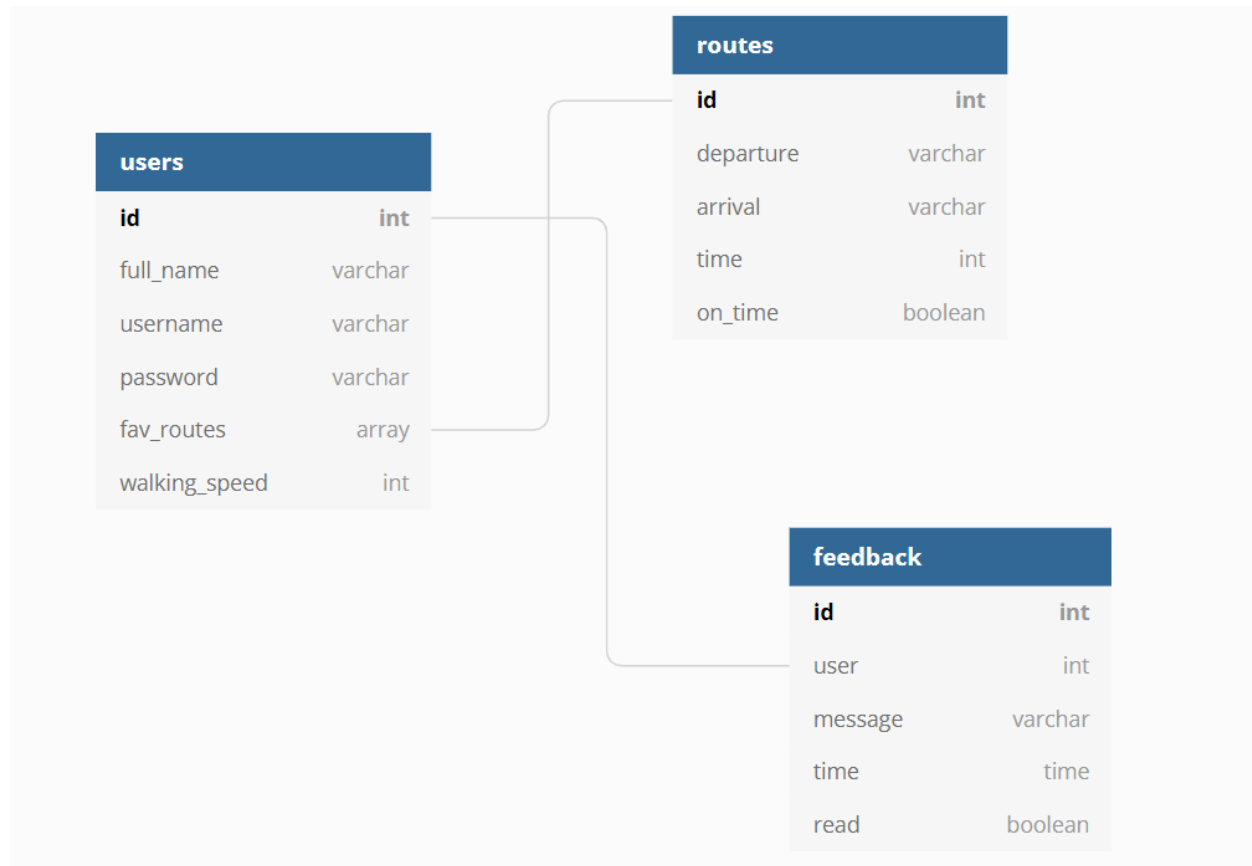 users
id int
full_name varchar
username varchar
password varchar
fav_routes array
walking_speed int
routes
id int
departure varchar
arrival varchar
time int
on_time boolean
feedback
id int
user int
message varchar
time time
read boolean